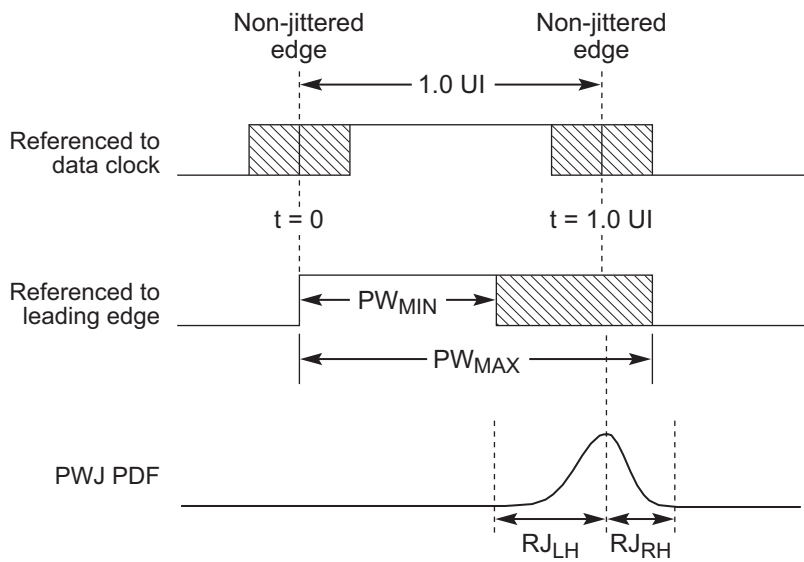 Non-jittered
edge
Non-jittered
edge
1.0 UI
Referenced to
data clock
t = 0
t = 1.0 UI
Referenced to
leading edge
PWMIN
PWMAX
PWJ PDF
RJLH
RJRH